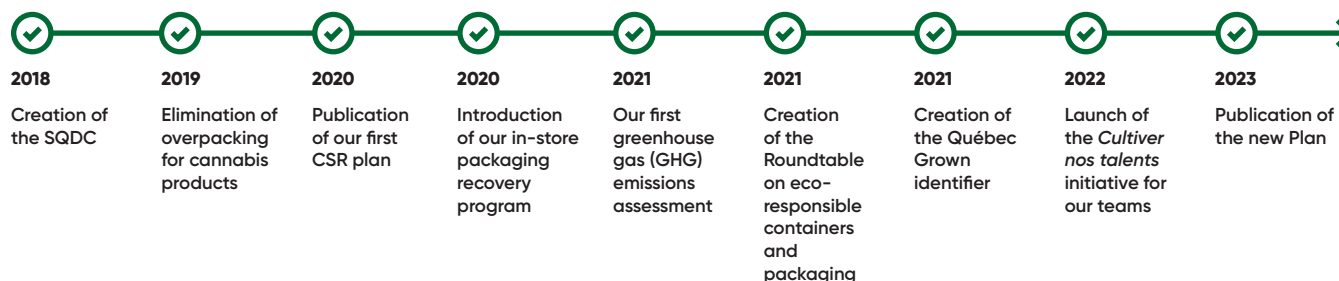 2018
Creation of
the SQDC
2019
Elimination of
overpacking
for cannabis
products
2020
Publication
of our first
CSR plan
2020
Introduction
of our in-store
packaging
recovery
program
2021
Our first
greenhouse
gas (GHG)
emissions
assessment
2021
Creation
of the
Roundtable
on eco-
responsible
containers
and
packaging
2021
Creation of
the Québec
Grown
identifier
2022
Launch of
the Cultiver
nos talents
initiative for
our teams
2023
Publication of
the new Plan